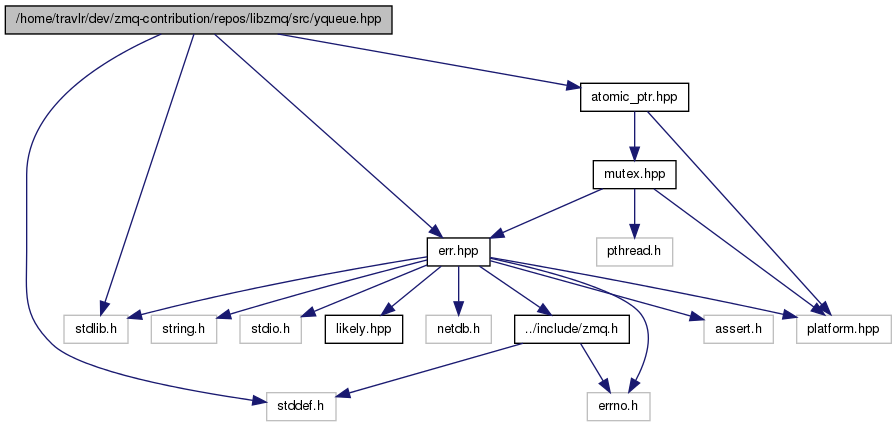 /home/travlr/dev/zmq-contribution/repos/libzmq/src/yqueue.hpp
atomic_ptr.hpp
mutex.hpp
err.hpp
pthread.h
stdlib.h
string.h
stdio.h
likely.hpp
netdb.h
../include/zmq.h
assert.h
platform.hpp
stddef.h
errno.h